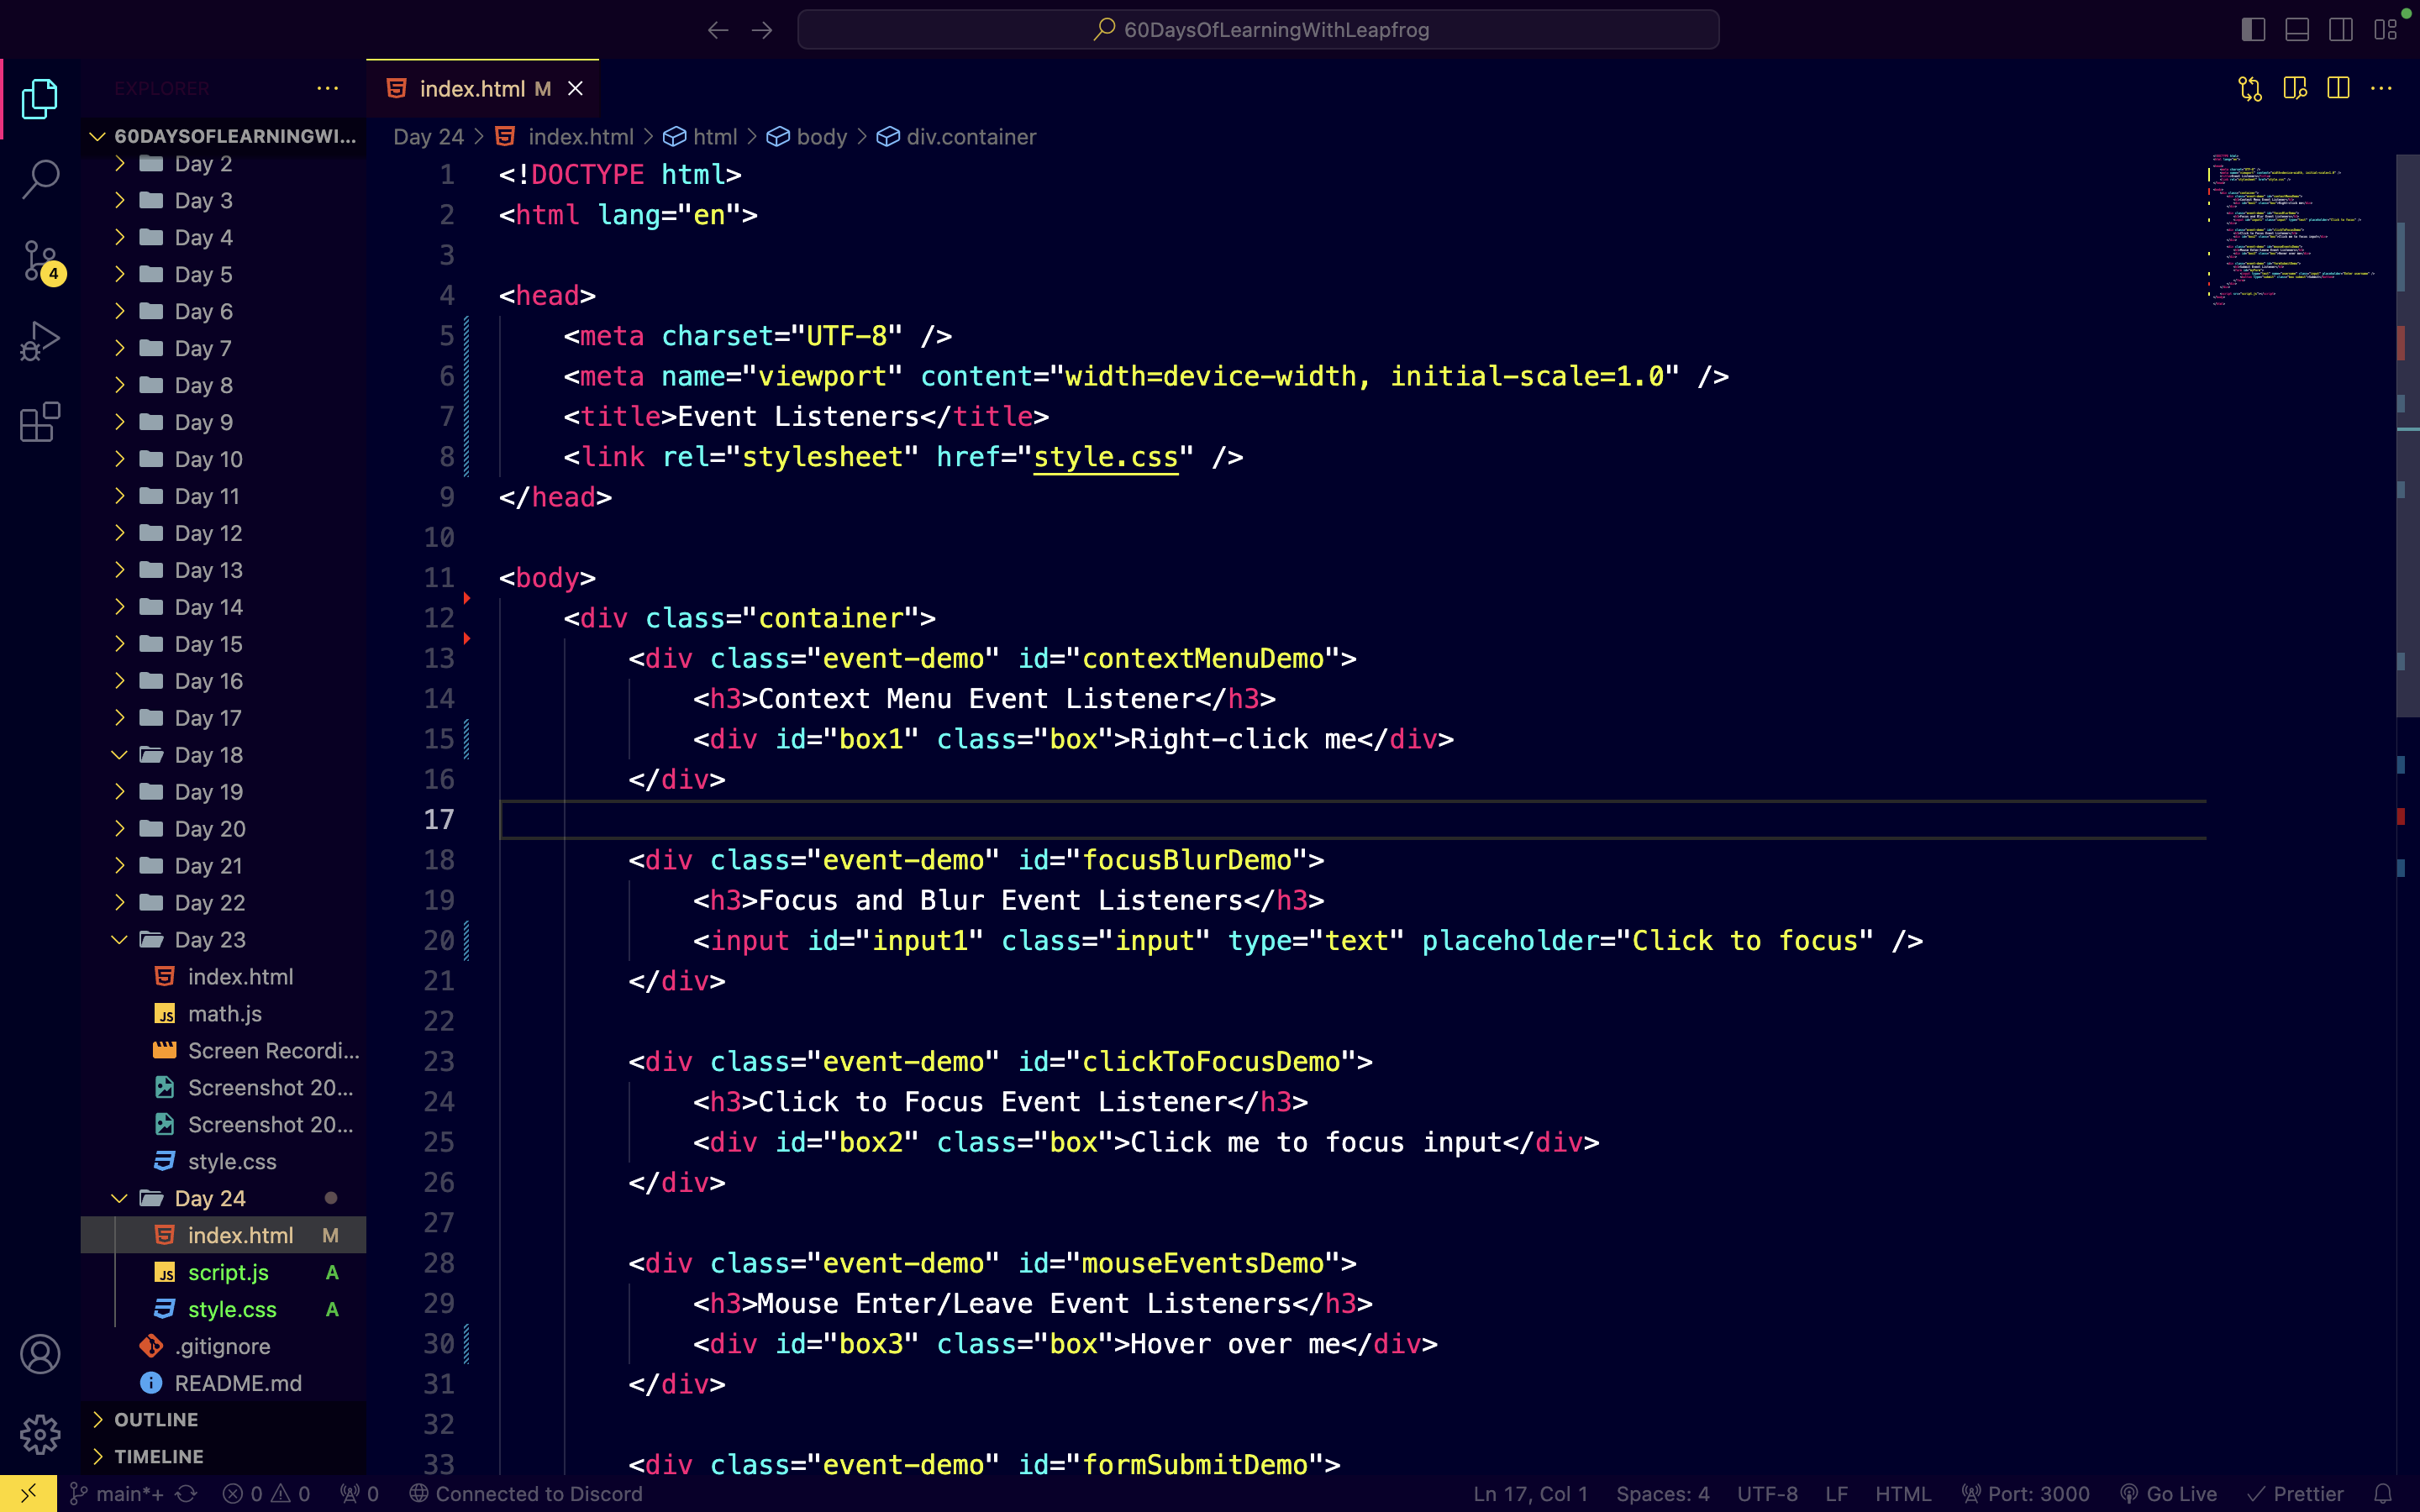 60DaysOfLearningWithLeapfrog
EXPLORER
index.html M
60DAYSOFLEARNINGWI...
Day 24 > index.html > html > body > div.container
Day 2
Day 3
Day 4
Day 5
Day 6
Day 7
Day 8
Day 9
Day 10
Day 11
Day 12
Day 13
Day 14
Day 15
Day 16
Day 17
Day 18
Day 19
Day 20
Day 21
Day 22
Day 23
index.html
math.js
Screen Recordi...
Screenshot 20...
Screenshot 20...
style.css
Day 24
index.html M
script.js A
style.css A
.gitignore
README.md
OUTLINE
TIMELINE
4
1 <!DOCTYPE html>
2 <html lang="en">
3
4 <head>
5 <meta charset="UTF-8" />
6 <meta name="viewport" content="width=device-width, initial-scale=1.0" />
7 <title>Event Listeners</title>
8 <link rel="stylesheet" href="style.css" />
9 </head>
10
11 <body>
12 <div class="container">
13 <div class="event-demo" id="contextMenuDemo">
14 <h3>Context Menu Event Listener</h3>
15 <div id="box1" class="box">Right-click me</div>
16 </div>
17
18 <div class="event-demo" id="focusBlurDemo">
19 <h3>Focus and Blur Event Listeners</h3>
20 <input id="input1" class="input" type="text" placeholder="Click to focus" />
21 </div>
22
23 <div class="event-demo" id="clickToFocusDemo">
24 <h3>Click to Focus Event Listener</h3>
25 <div id="box2" class="box">Click me to focus input</div>
26 </div>
27
28 <div class="event-demo" id="mouseEventsDemo">
29 <h3>Mouse Enter/Leave Event Listeners</h3>
30 <div id="box3" class="box">Hover over me</div>
31 </div>
32
33 <div class="event-demo" id="formSubmitDemo">
main*+ 0 0 0 Connected to Discord Ln 17, Col 1 Spaces: 4 UTF-8 LF HTML Port: 3000 Go Live Prettier